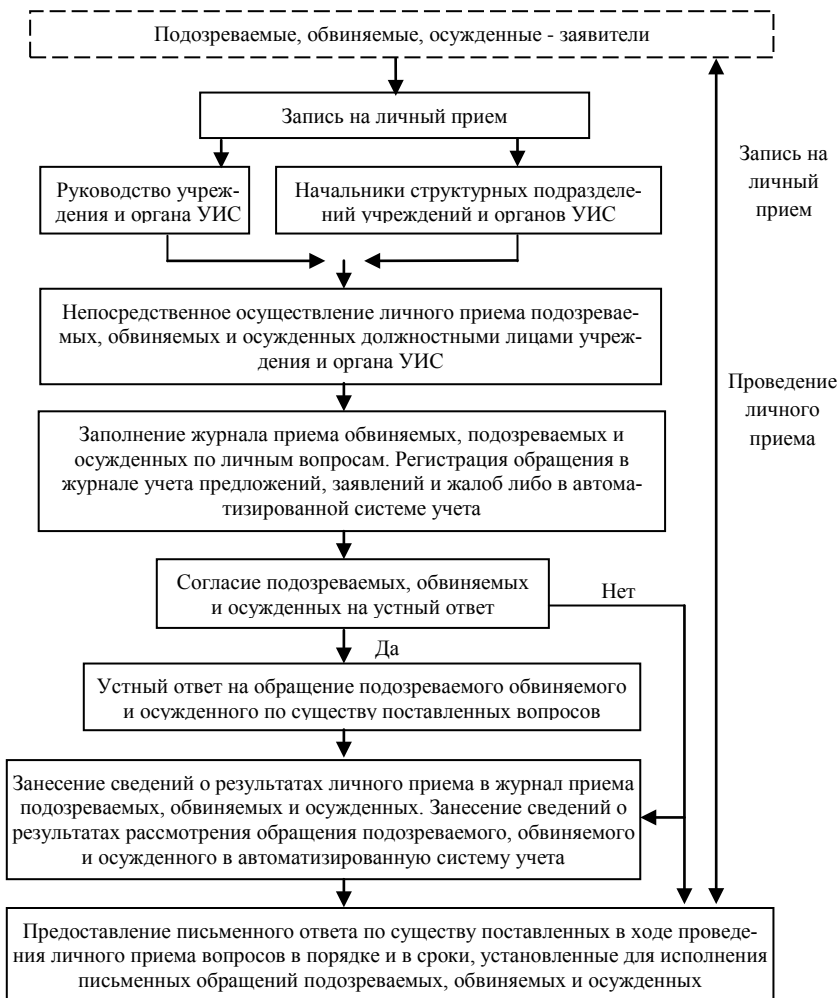 Подозреваемые, обвиняемые, осужденные - заявители
Запись на личный прием
Руководство учреж-
дения и органа УИС
Начальники структурных подразделе-
ний учреждений и органов УИС
Запись на
личный
прием
Непосредственное осуществление личного приема подозревае-
мых, обвиняемых и осужденных должностными лицами учреж-
дения и органа УИС
Проведение
личного
приема
Заполнение журнала приема обвиняемых, подозреваемых и
осужденных по личным вопросам. Регистрация обращения в
журнале учета предложений, заявлений и жалоб либо в автома-
тизированной системе учета
Согласие подозреваемых, обвиняемых
и осужденных на устный ответ
Нет
Да
Устный ответ на обращение подозреваемого обвиняемого
и осужденного по существу поставленных вопросов
Занесение сведений о результатах личного приема в журнал приема
подозреваемых, обвиняемых и осужденных. Занесение сведений о
результатах рассмотрения обращения подозреваемого, обвиняемого
и осужденного в автоматизированную систему учета
Предоставление письменного ответа по существу поставленных в ходе проведе-
ния личного приема вопросов в порядке и в сроки, установленные для исполнения
письменных обращений подозреваемых, обвиняемых и осужденных